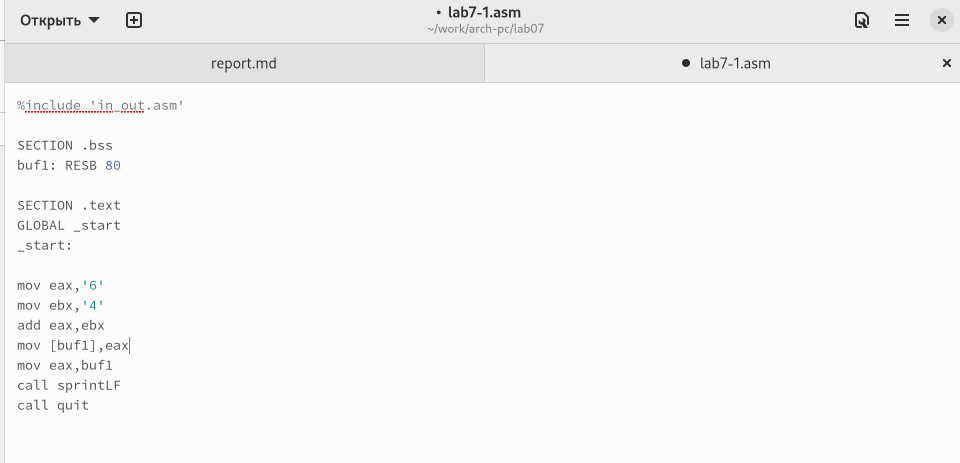 Открыть
• lab7-1.asm
~/work/arch-pc/lab07
report.md
● lab7-1.asm
%include 'in_out.asm'
SECTION .bss
buf1: RESB 80
SECTION .text
GLOBAL _start
_start:
mov eax,'6'
mov ebx,'4'
add eax,ebx
mov [buf1],eax
mov eax,buf1
call sprintLF
call quit